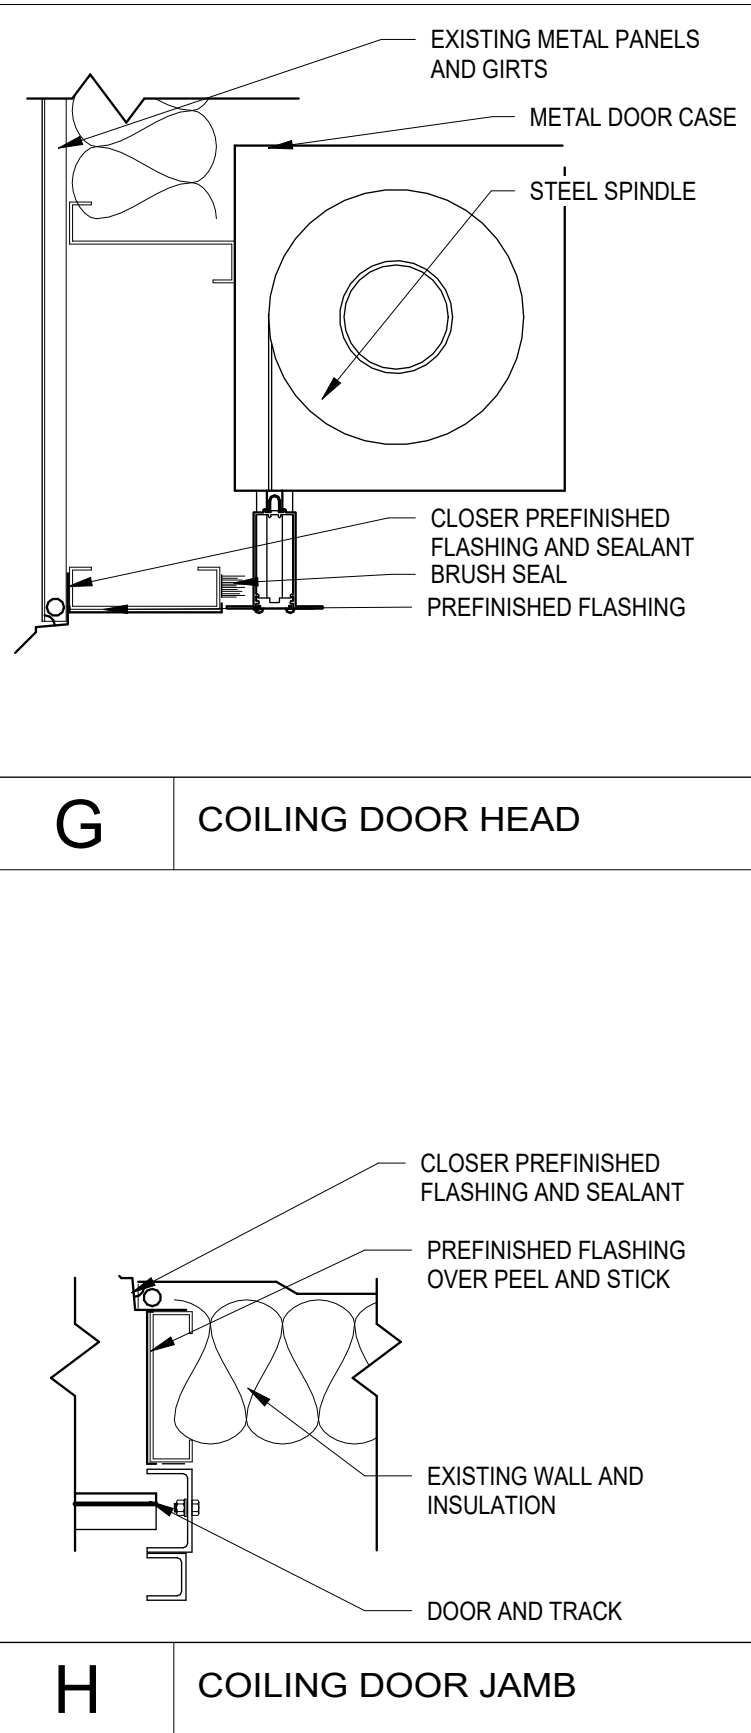 EXISTING METAL PANELS
AND GIRTS
METAL DOOR CASE
STEEL SPINDLE
CLOSER PREFINISHED
FLASHING AND SEALANT
BRUSH SEAL
PREFINISHED FLASHING
G
COILING DOOR HEAD
CLOSER PREFINISHED
FLASHING AND SEALANT
PREFINISHED FLASHING
OVER PEEL AND STICK
EXISTING WALL AND
INSULATION
DOOR AND TRACK
H
COILING DOOR JAMB